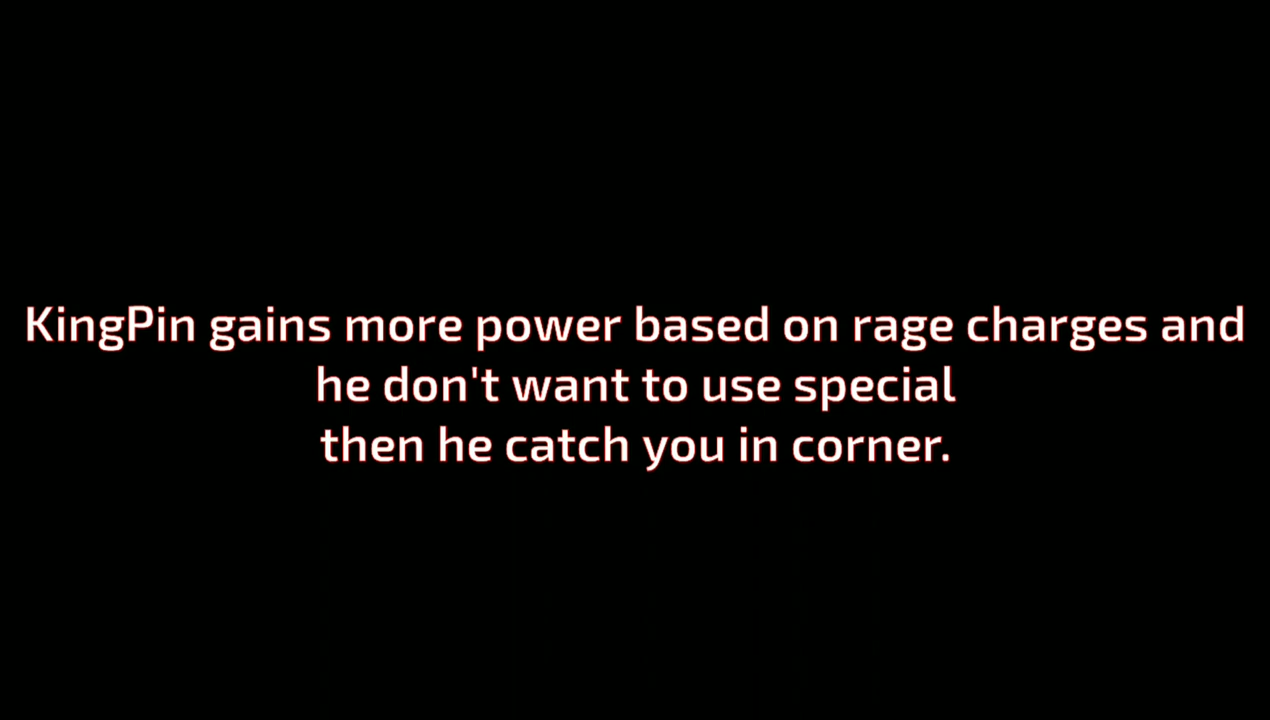 KingPin gains more power based on rage charges and
he don't want to use special
then he catch you in corner.